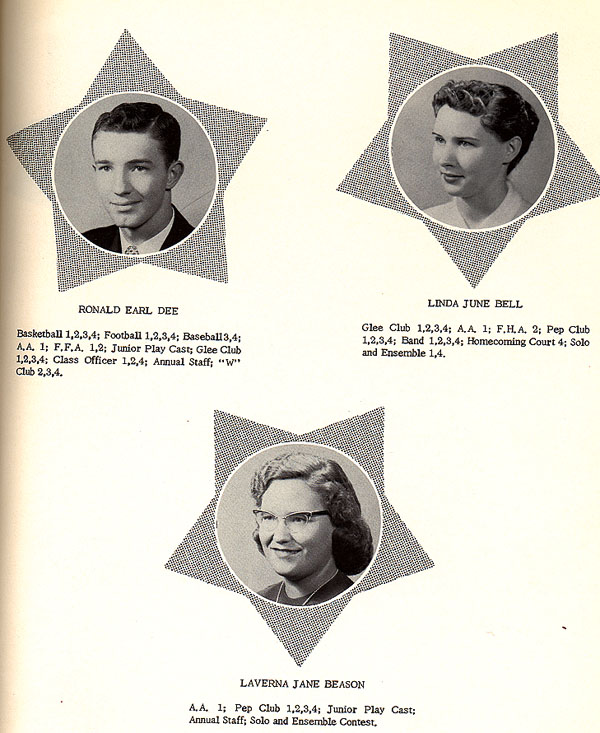 RONALD EARL DEE
Basketball 1,2,3,4; Football 1,2,3,4; Baseball 3,4;
A.A. 1; F.F.A. 1,2; Junior Play Cast; Glee Club
1,2,3,4; Class Officer 1,2,4; Annual Staff; "W"
Club 2,3,4.
LINDA JUNE BELL
Glee Club 1,2,3,4; A.A. 1; F.H.A. 2; Pep Club
1,2,3,4; Band 1,2,3,4; Homecoming Court 4; Solo
and Ensemble 1,4.
LAVERNA JANE BEASON
A.A. 1; Pep Club 1,2,3,4; Junior Play Cast;
Annual Staff; Solo and Ensemble Contest.